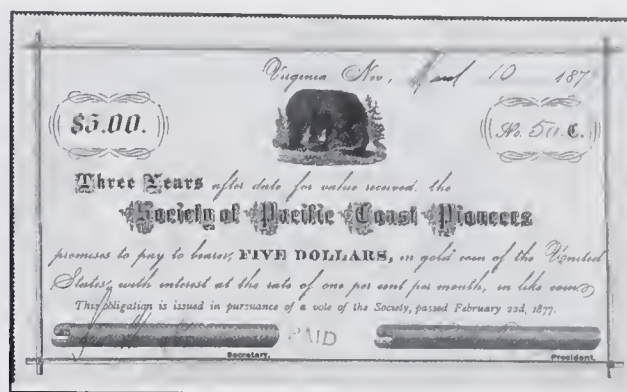 Virginia Nev, 10 187
$5.00. No. 50 C.
Three Years after date for value received, the
Society of Pacific Coast Pioneers
promises to pay to bearer, FIVE DOLLARS, in gold coin of the United
States, with interest at the rate of one per cent per month, in like coin
This obligation is issued in pursuance of a vote of the Society, passed February 22d, 1877.
PAID
Secretary. President.